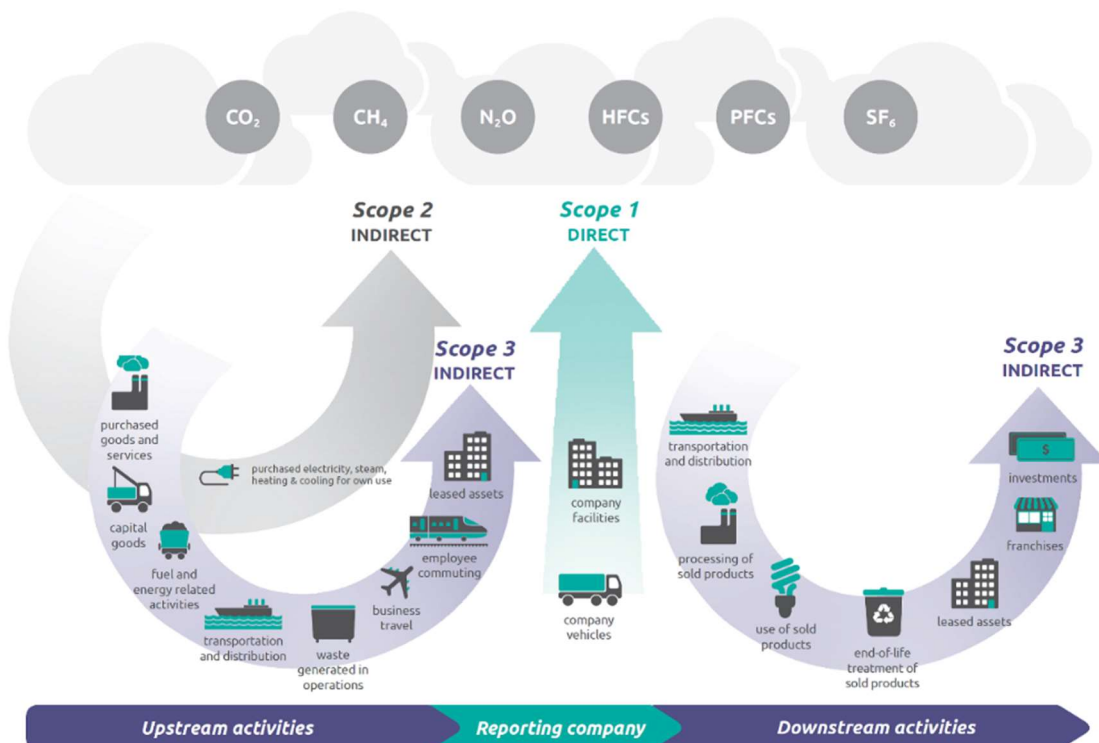 CO₂
CH₄
N₂O
HFCs
PFCs
SF₆
Scope 2
INDIRECT
Scope 1
DIRECT
Scope 3
INDIRECT
Scope 3
INDIRECT
purchased
goods and
services
capital
goods
fuel and
energy related
activities
purchased electricity, steam,
heating & cooling for own use
transportation
and distribution
waste
generated in
operations
business
travel
employee
commuting
leased assets
company
facilities
company
vehicles
transportation
and distribution
processing of
sold products
use of sold
products
end-of-life
treatment of
sold products
leased assets
franchises
$
investments
Upstream activities
Reporting company
Downstream activities